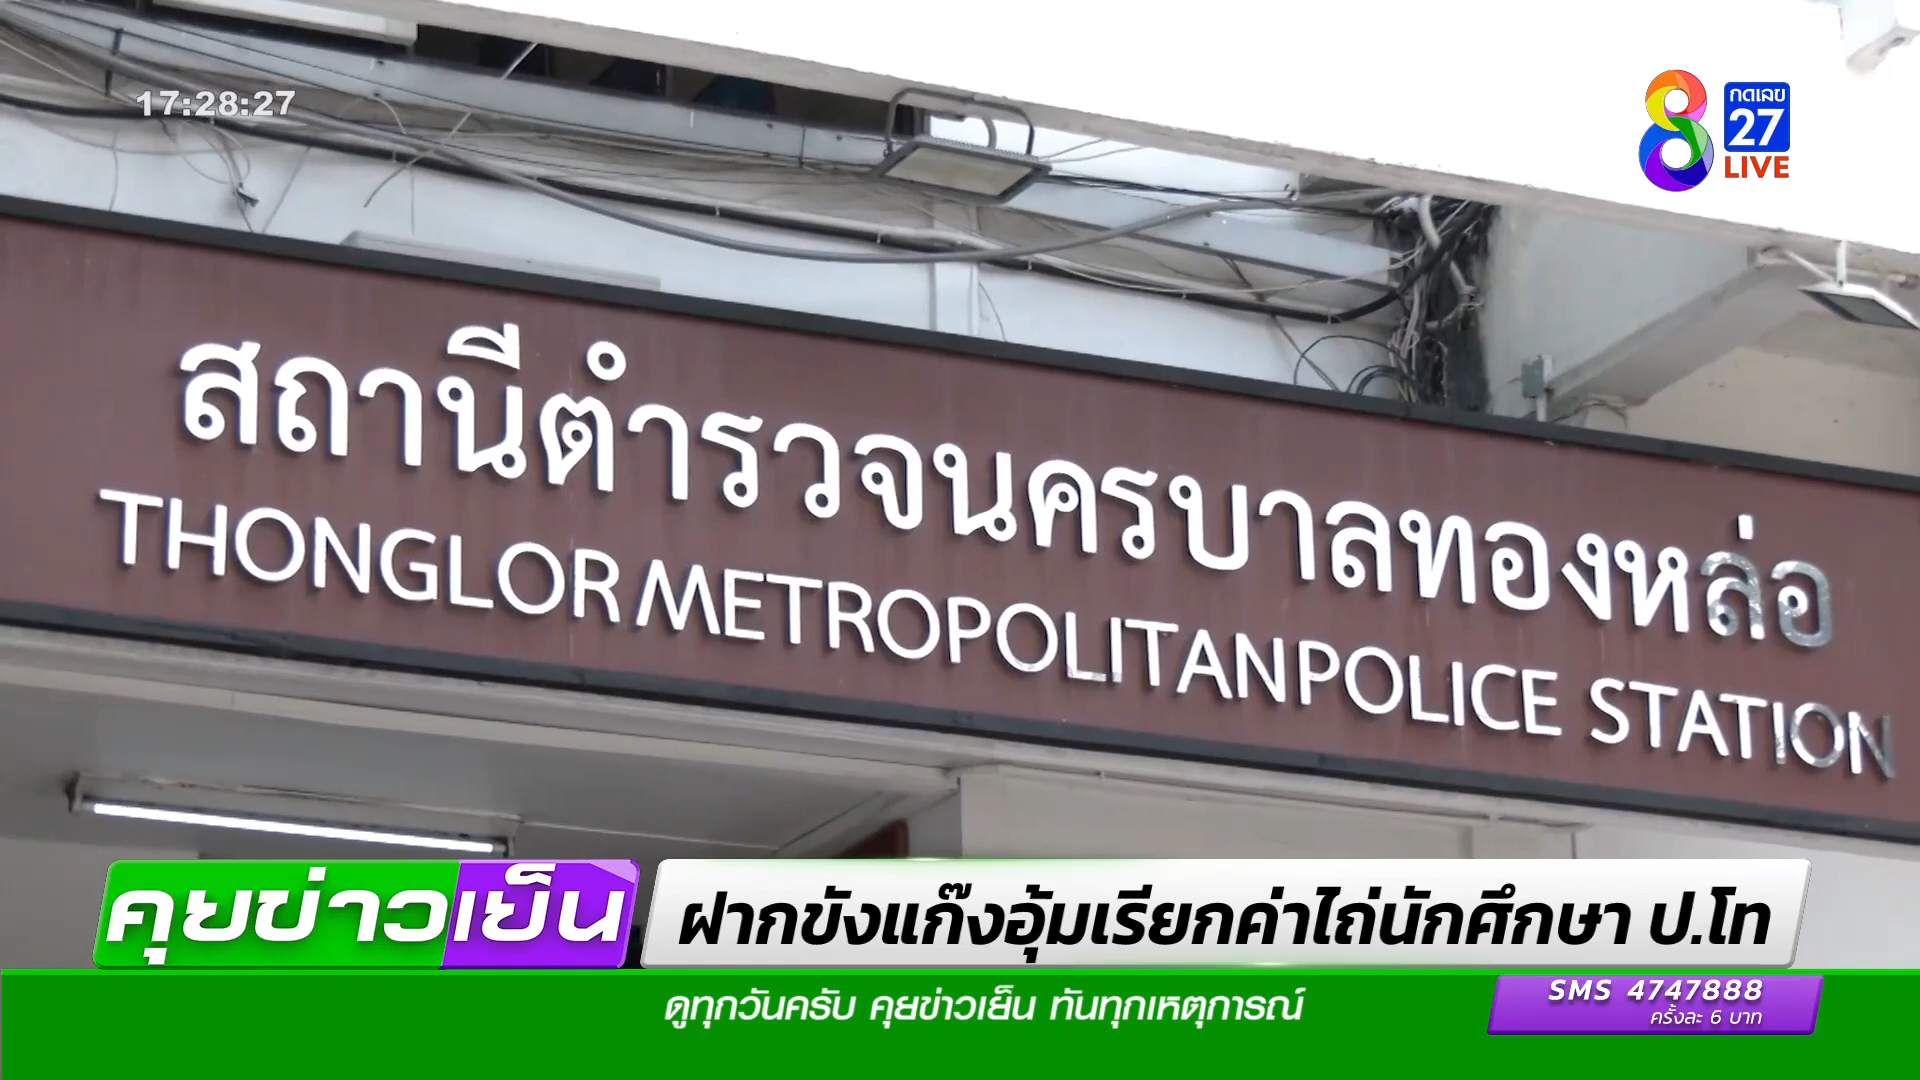 17:28:27
8
กดเลข
27
LIVE
สถานีตำรวจนครบาลทองหล่อ
THONGLOR METROPOLITAN POLICE STATION
คุยข่าวเย็น
ฝากขังแก๊งอุ้มเรียกค่าไถ่นักศึกษา ป.โท
ดูทุกวันครับ คุยข่าวเย็น ทันทุกเหตุการณ์
SMS 4747888
ครั้งละ 6 บาท